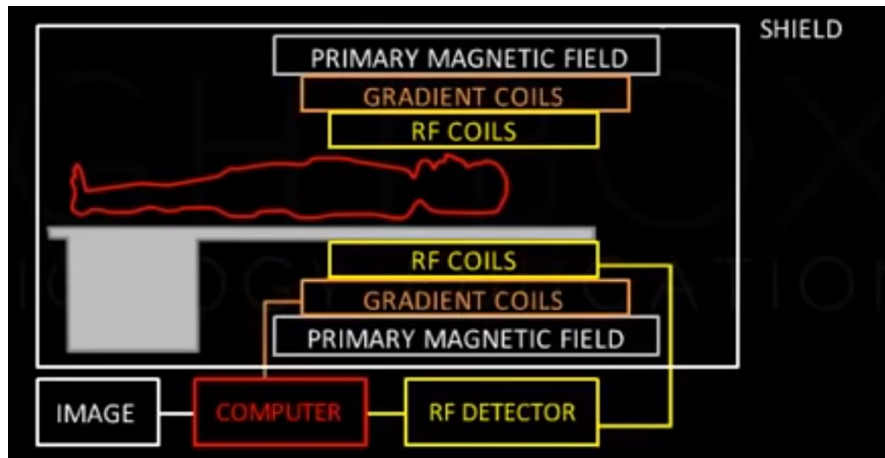 SHIELD
PRIMARY MAGNETIC FIELD
GRADIENT COILS
RF COILS
RF COILS
GRADIENT COILS
PRIMARY MAGNETIC FIELD
IMAGE
COMPUTER
RF DETECTOR